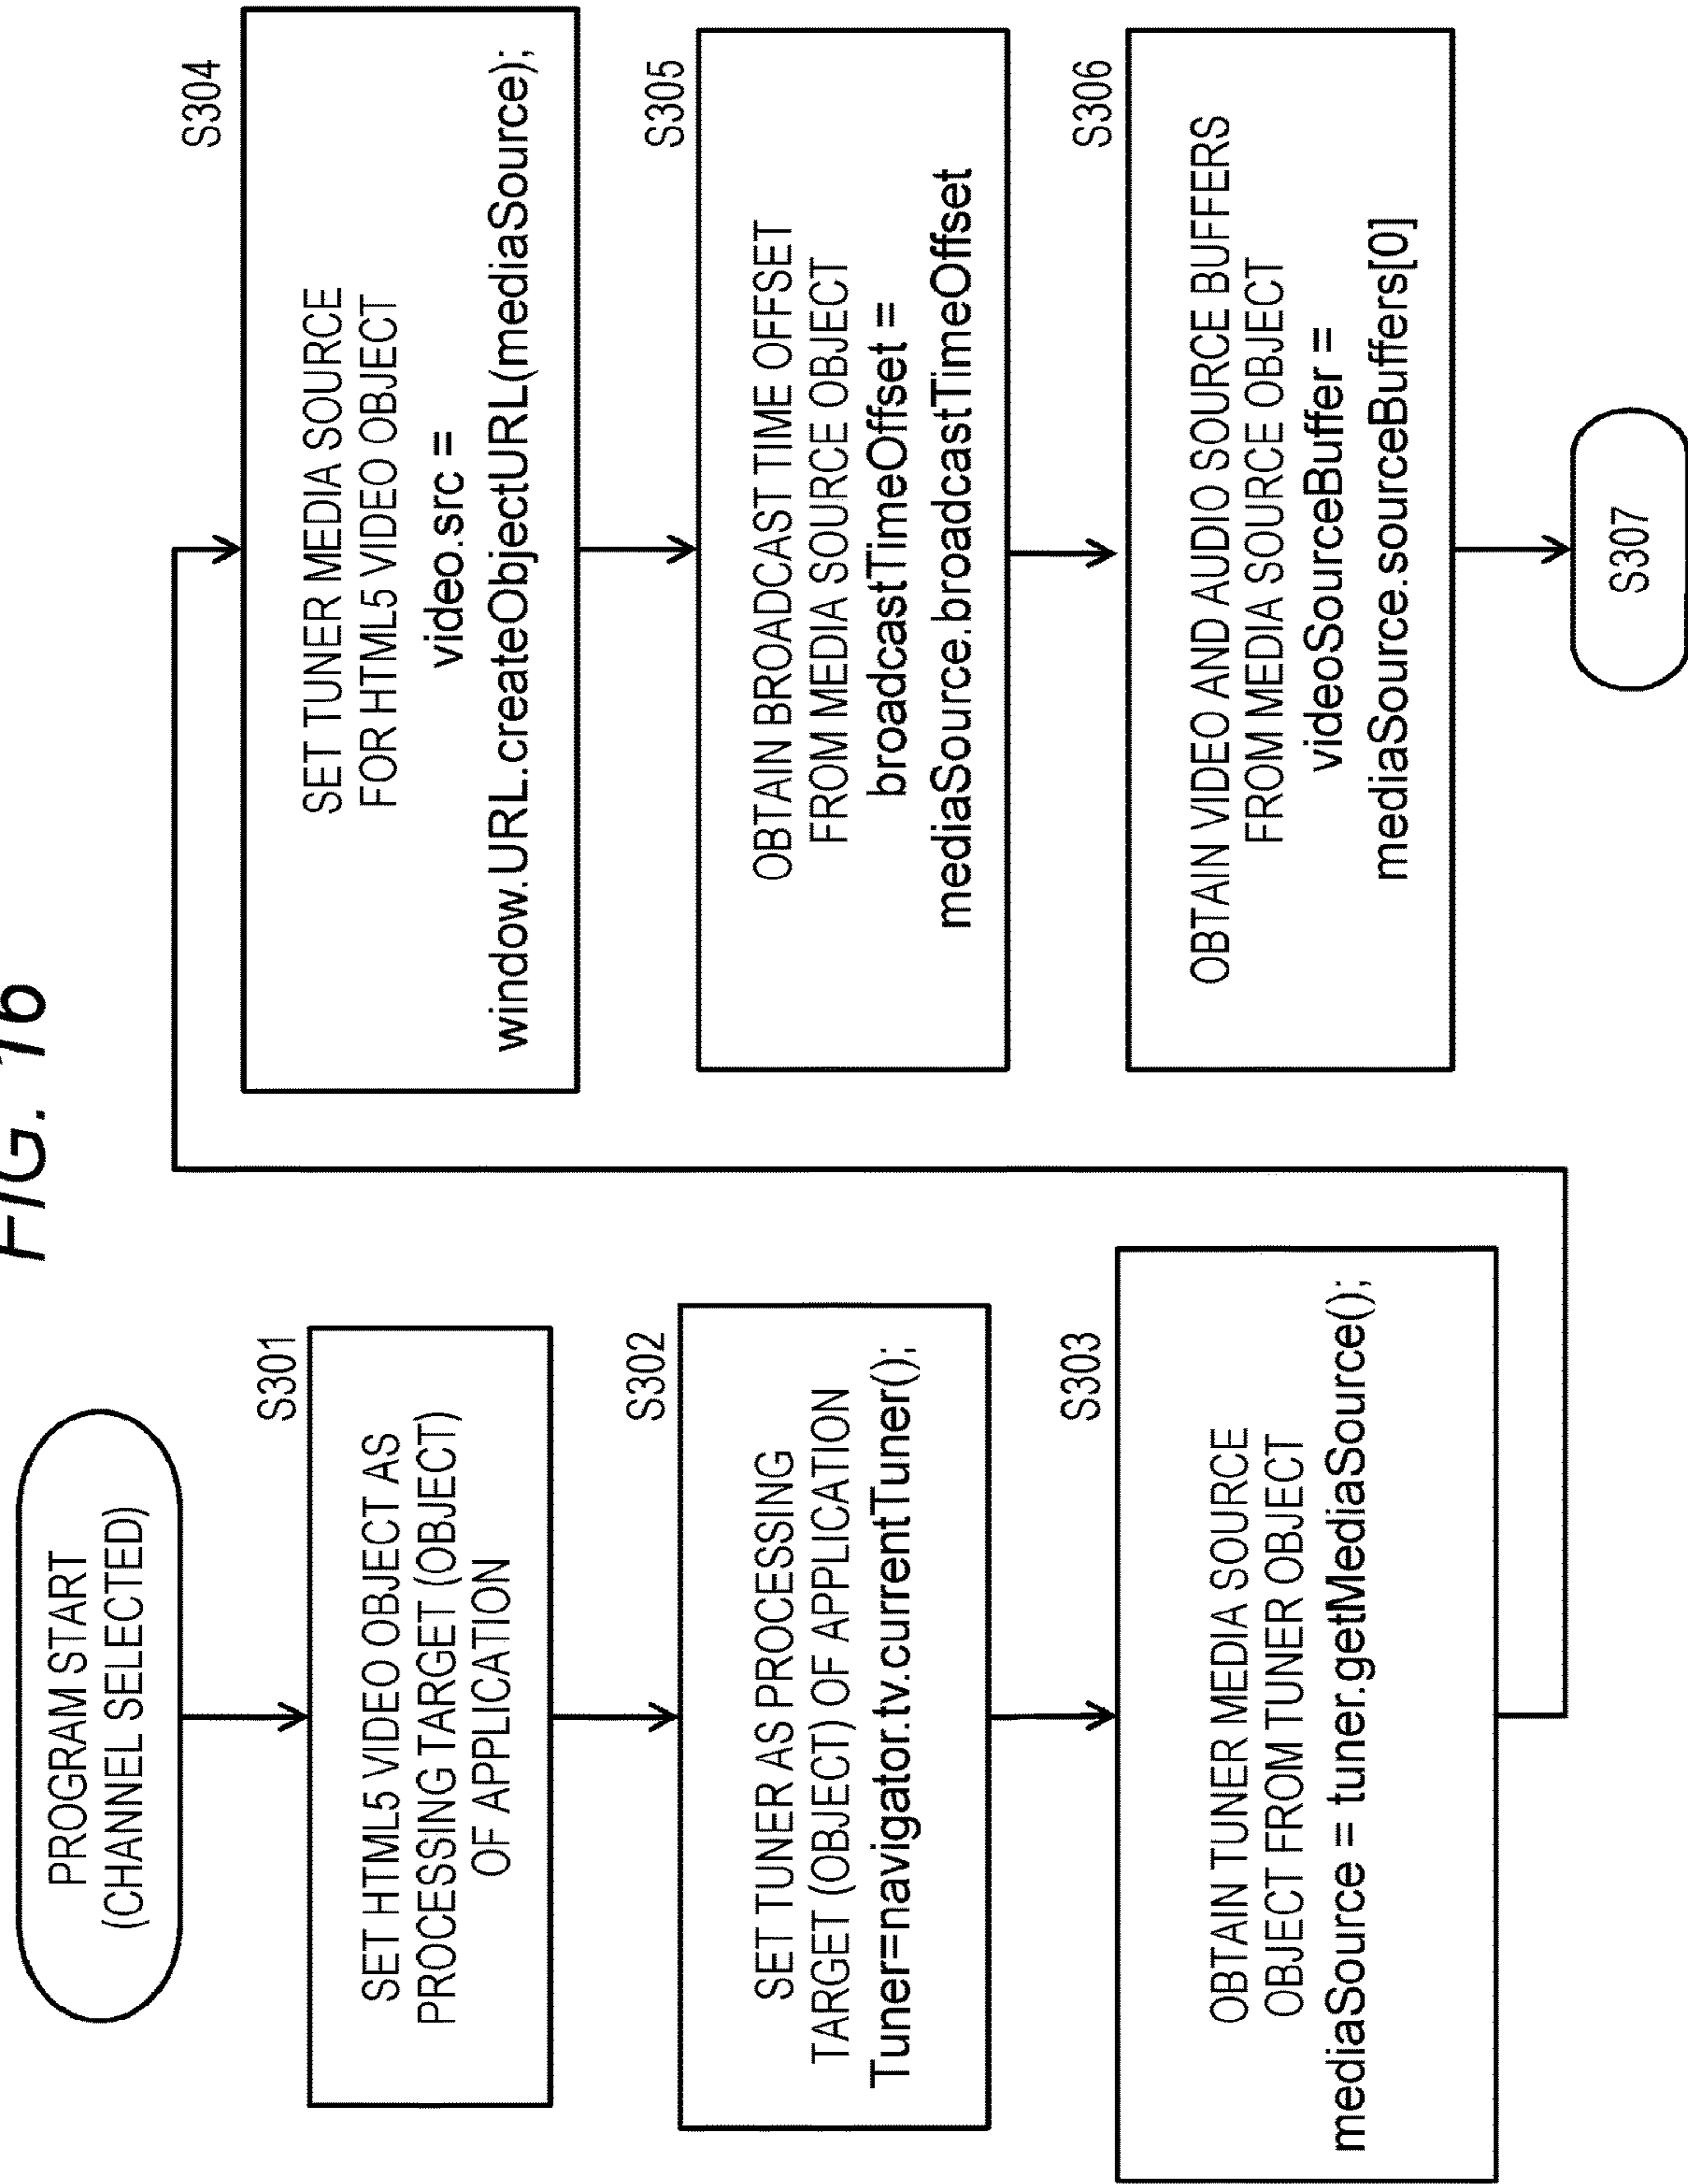 FIG. 16
PROGRAM START
(CHANNEL SELECTED)
S301
SET HTML5 VIDEO OBJECT AS
PROCESSING TARGET (OBJECT)
OF APPLICATION
S302
SET TUNER AS PROCESSING
TARGET (OBJECT) OF APPLICATION
Tuner=navigator.tv.currentTuner();
S303
OBTAIN TUNER MEDIA SOURCE
OBJECT FROM TUNER OBJECT
mediaSource = tuner.getMediaSource();
S304
SET TUNER MEDIA SOURCE
FOR HTML5 VIDEO OBJECT
video.src =
window.URL.createObjectURL(mediaSource);
S305
OBTAIN BROADCAST TIME OFFSET
FROM MEDIA SOURCE OBJECT
broadcastTimeOffset =
mediaSource.broadcastTimeOffset
S306
OBTAIN VIDEO AND AUDIO SOURCE BUFFERS
FROM MEDIA SOURCE OBJECT
videoSourceBuffer =
mediaSource.sourceBuffers[0]
S307